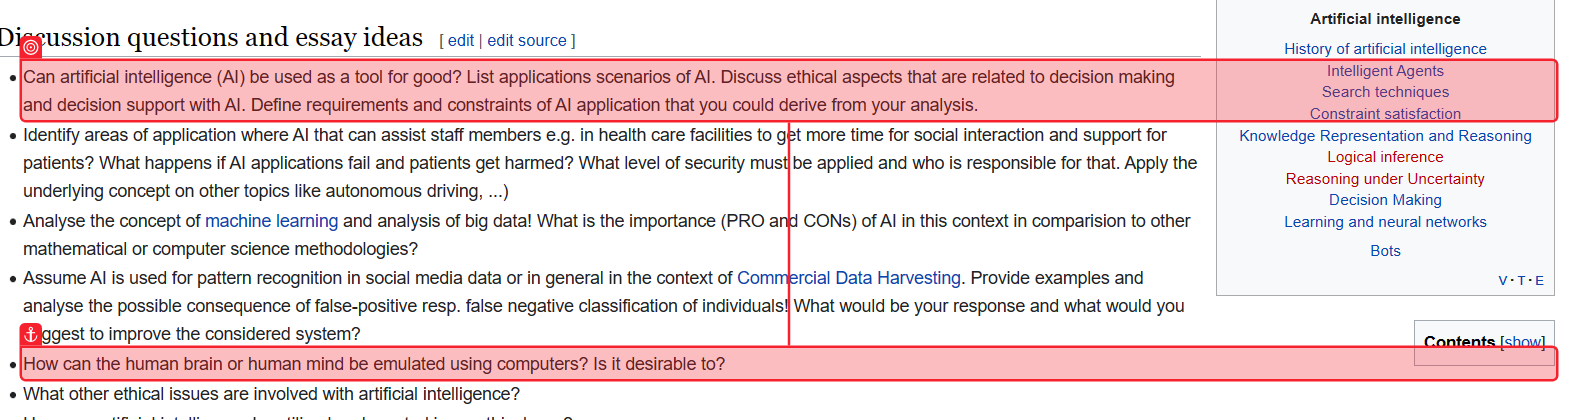 Discussion questions and essay ideas [ edit | edit source ]
• Can artificial intelligence (AI) be used as a tool for good? List applications scenarios of AI. Discuss ethical aspects that are related to decision making
and decision support with AI. Define requirements and constraints of AI application that you could derive from your analysis.
• Identify areas of application where AI that can assist staff members e.g. in health care facilities to get more time for social interaction and support for
patients? What happens if AI applications fail and patients get harmed? What level of security must be applied and who is responsible for that. Apply the
underlying concept on other topics like autonomous driving, ...)
• Analyse the concept of machine learning and analysis of big data! What is the importance (PRO and CONs) of AI in this context in comparision to other
mathematical or computer science methodologies?
• Assume AI is used for pattern recognition in social media data or in general in the context of Commercial Data Harvesting. Provide examples and
analyse the possible consequence of false-positive resp. false negative classification of individuals! What would be your response and what would you
suggest to improve the considered system?
• How can the human brain or human mind be emulated using computers? Is it desirable to?
• What other ethical issues are involved with artificial intelligence?
Artificial intelligence
History of artificial intelligence
Intelligent Agents
Search techniques
Constraint satisfaction
Knowledge Representation and Reasoning
Logical inference
Reasoning under Uncertainty
Decision Making
Learning and neural networks
Bots
V · T · E
Contents [show]